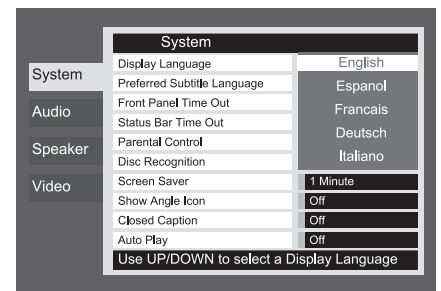 System
Audio
Speaker
Video
System
Display Language
English
Preferred Subtitle Language
Espanol
Front Panel Time Out
Francais
Status Bar Time Out
Deutsch
Parental Control
Italiano
Disc Recognition
Screen Saver 1 Minute
Show Angle Icon Off
Closed Caption Off
Auto Play Off
Use UP/DOWN to select a Display Language